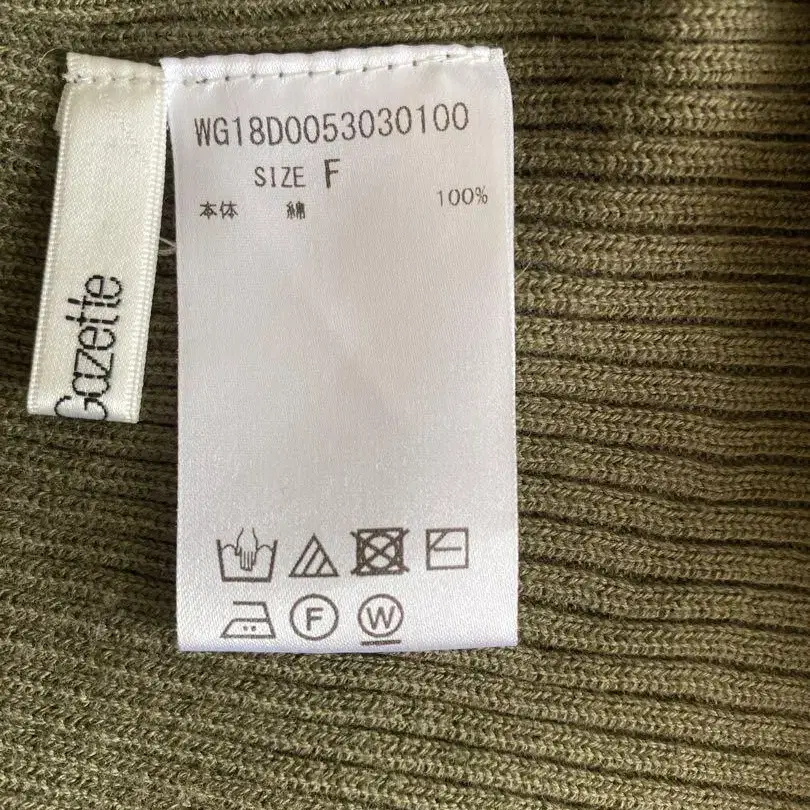 Gazette
WG18D0053030100
SIZE F
本体 綿 100%
F
W